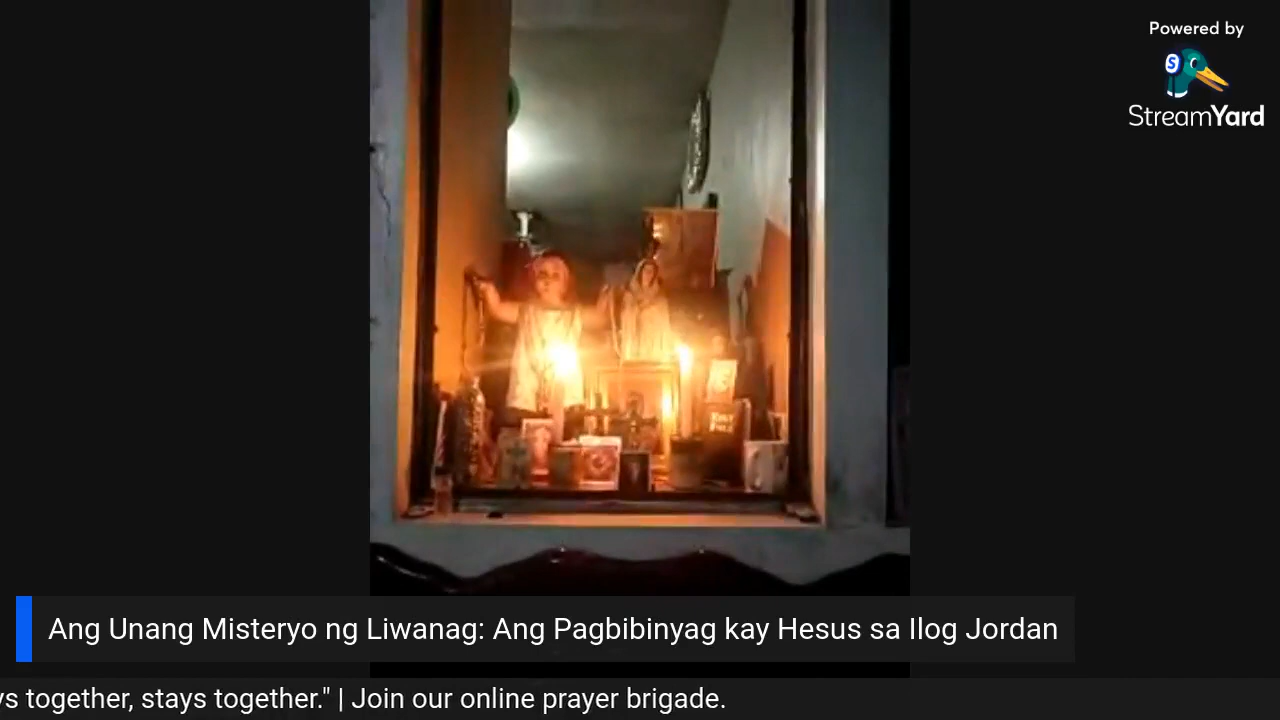 Powered by
StreamYard
Ang Unang Misteryo ng Liwanag: Ang Pagbibinyag kay Hesus sa Ilog Jordan
together, stays together." | Join our online prayer brigade.